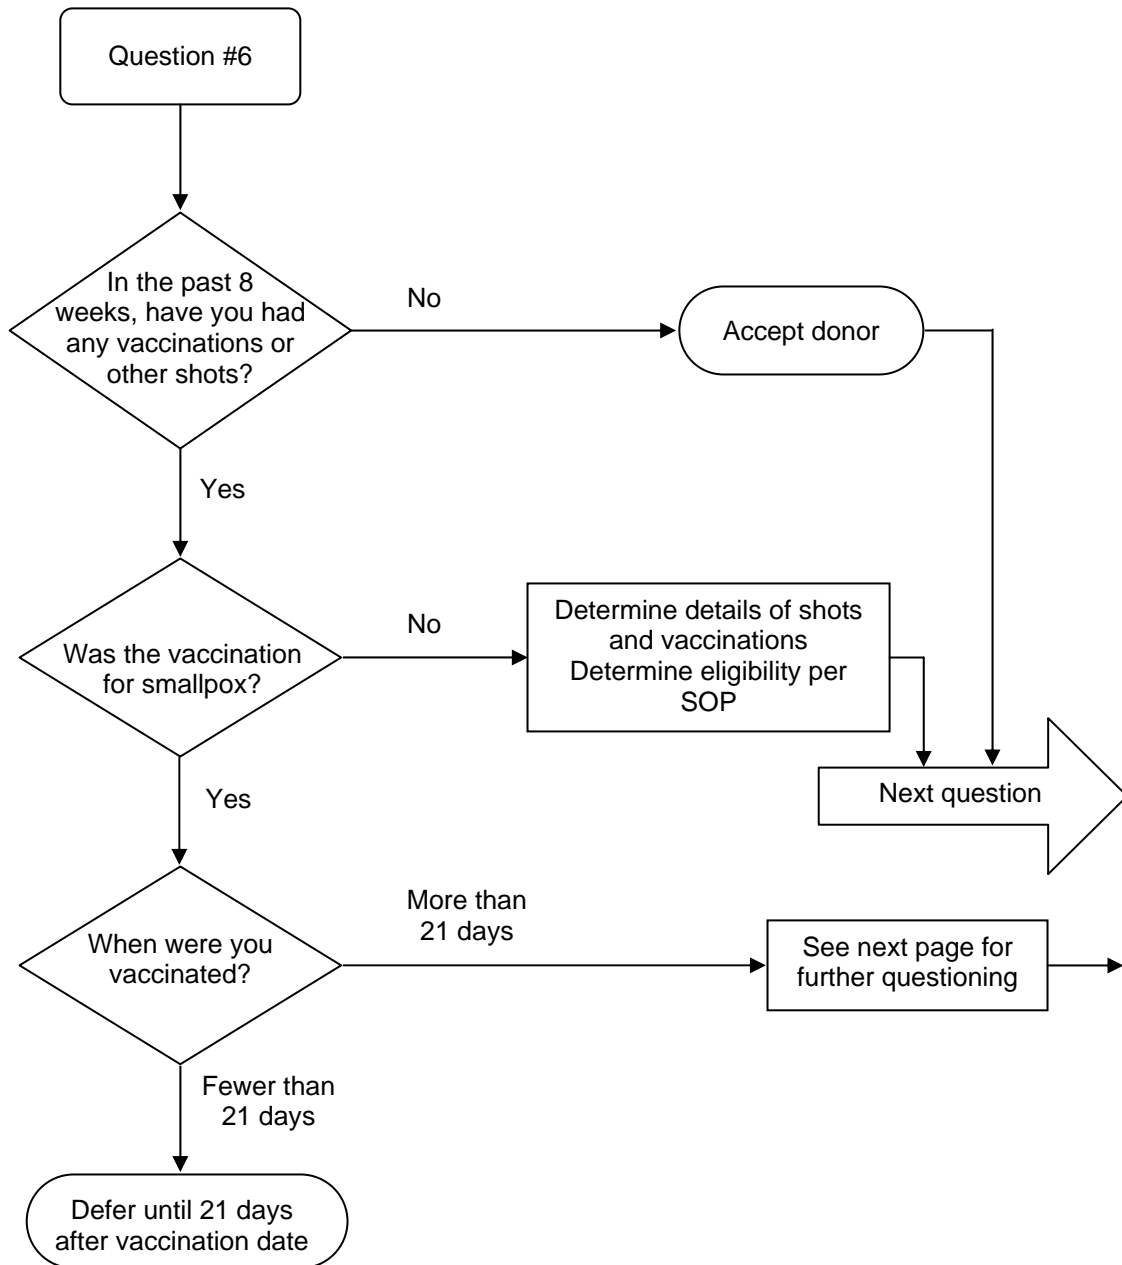 Question #6
In the past 8
weeks, have you had
any vaccinations or
other shots?
No
Accept donor
Yes
Was the vaccination
for smallpox?
No
Determine details of shots
and vaccinations
Determine eligibility per
SOP
Next question
Yes
When were you
vaccinated?
More than
21 days
See next page for
further questioning
Fewer than
21 days
Defer until 21 days
after vaccination date